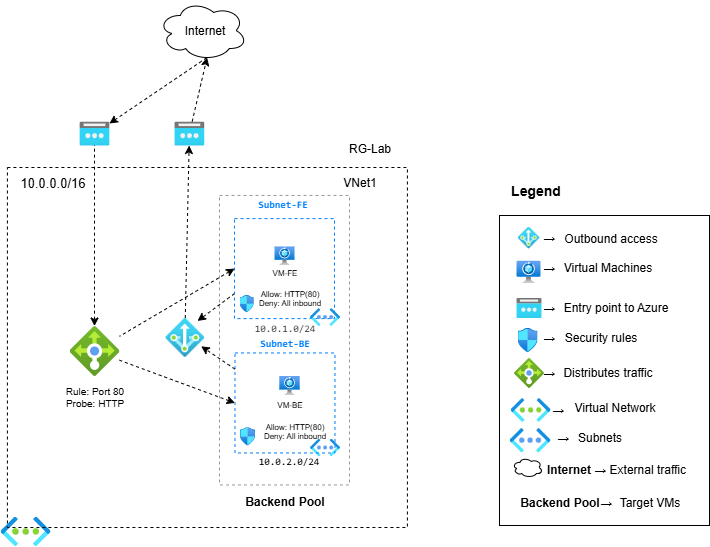 Internet
RG-Lab
10.0.0.0/16
VNet1
Subnet-FE
VM-FE
Allow: HTTP(80)
Deny: All inbound
10.0.1.0/24
Subnet-BE
VM-BE
Allow: HTTP(80)
Deny: All inbound
10.0.2.0/24
Rule: Port 80
Probe: HTTP
Backend Pool
Legend
Outbound access
Virtual Machines
Entry point to Azure
Security rules
Distributes traffic
Virtual Network
Subnets
Internet → External traffic
Backend Pool → Target VMs